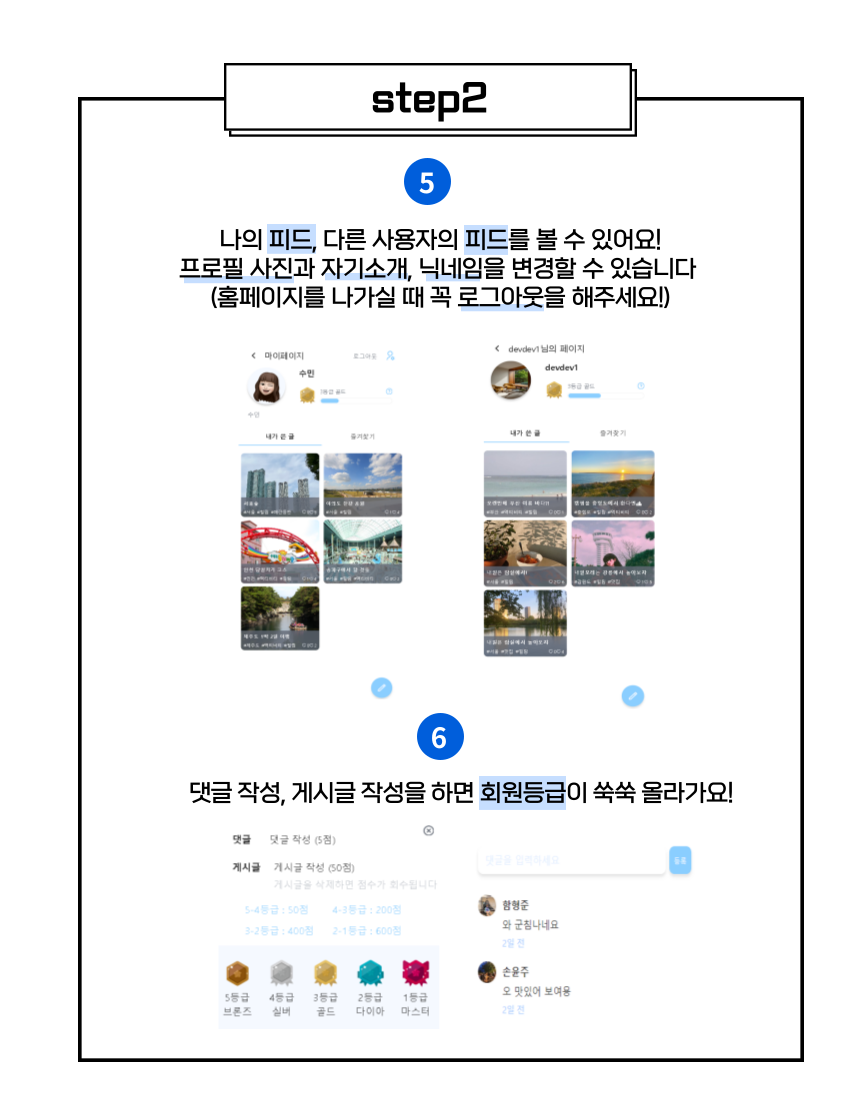 step2
5
나의 피드, 다른 사용자의 피드를 볼 수 있어요!
프로필 사진과 자기소개, 닉네임을 변경할 수 있습니다
(홈페이지를 나가실 때 꼭 로그아웃을 해주세요!)
마이페이지 로그아웃
수민
골드
수민
내가 쓴 글 즐겨찾기
devdev1님의 페이지
devdev1
골드
내가 쓴 글 즐겨찾기
6
댓글 작성, 게시글 작성을 하면 회원등급이 쑥쑥 올라가요!
댓글 댓글 작성 (5점)
게시글 게시글 작성 (50점)
게시글을 삭제하면 점수가 회수됩니다
5-4등급 : 50점 4-3등급 : 200점
3-2등급 : 400점 2-1등급 : 600점
5등급 4등급 3등급 2등급 1등급
브론즈 실버 골드 다이아 마스터
댓글을 입력하세요 등록
함형준
와 군침나네요
2일 전
손윤주
오 맛있어 보여용
2일 전